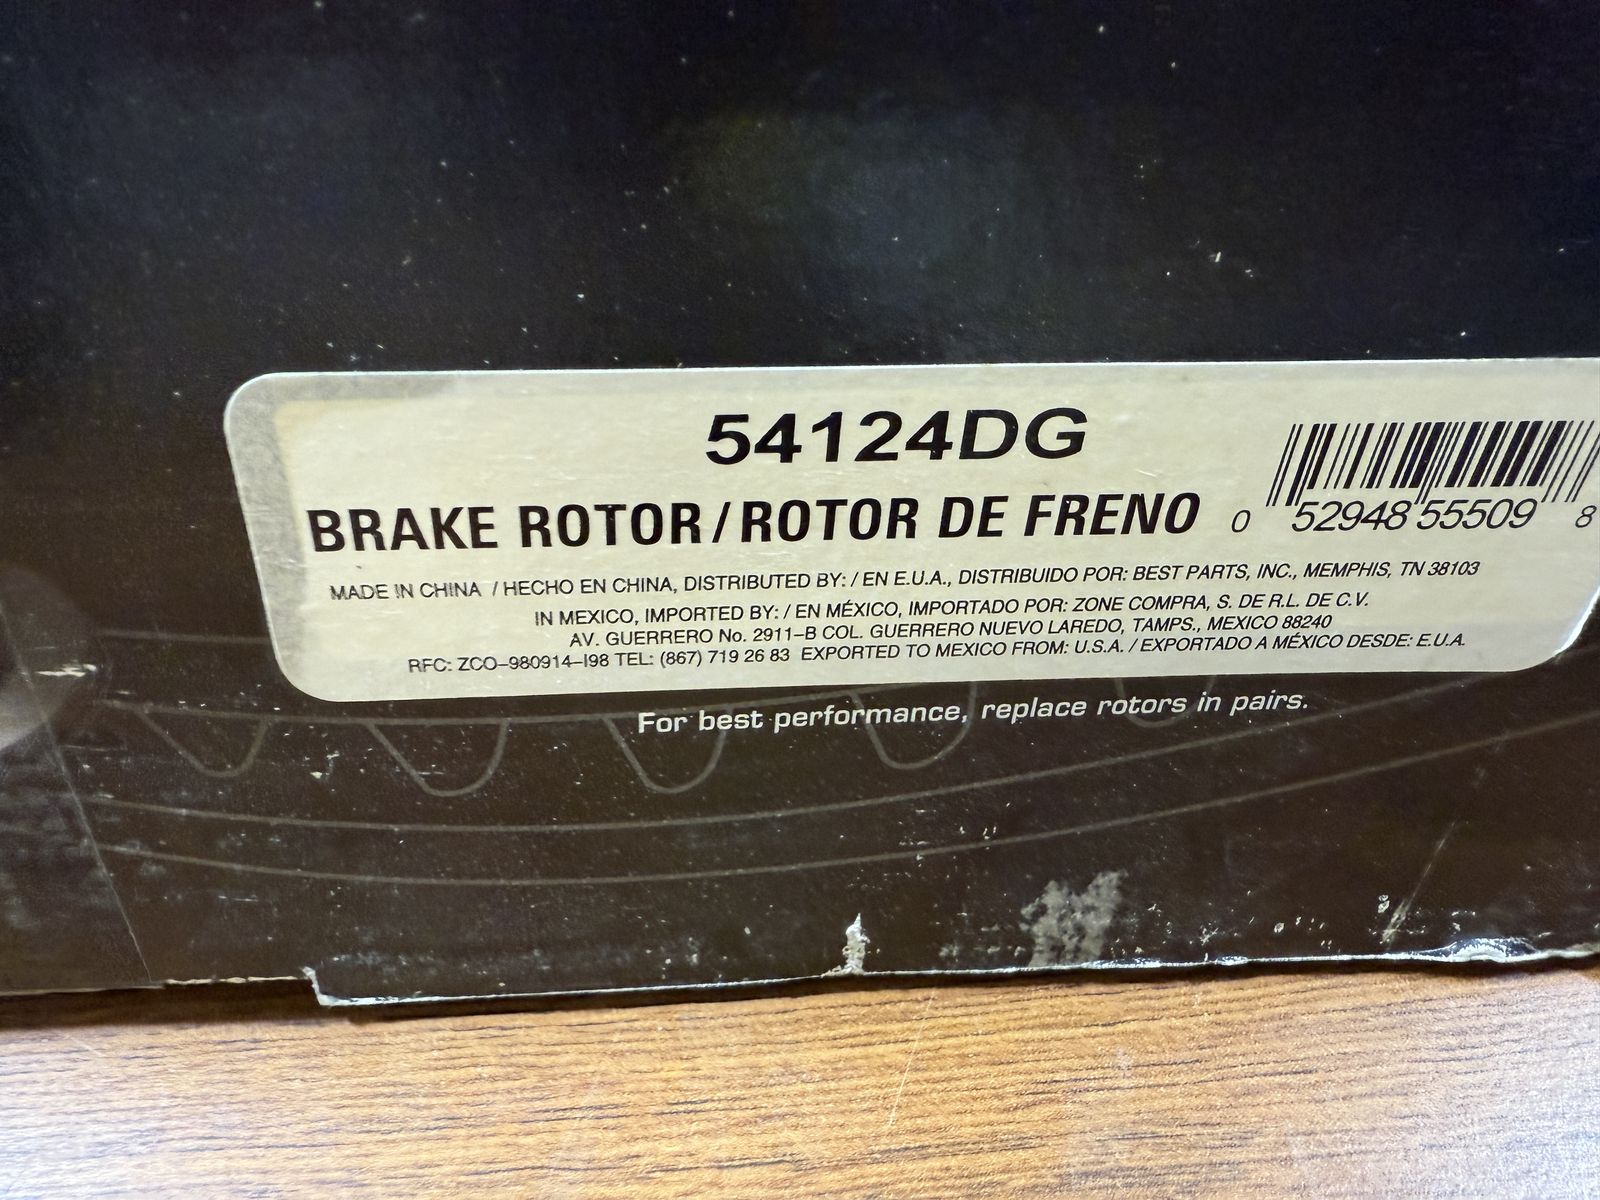 54124DG
BRAKE ROTOR/ROTOR DE FRENO
0 52948 55509 8
MADE IN CHINA / HECHO EN CHINA, DISTRIBUTED BY: / EN E.U.A., DISTRIBUIDO POR: BEST PARTS, INC., MEMPHIS, TN 38103
IN MEXICO, IMPORTED BY: / EN MÉXICO, IMPORTADO POR: ZONE COMPRA, S. DE R.L. DE C.V.
AV. GUERRERO No. 2911-B COL. GUERRERO NUEVO LAREDO, TAMPS., MEXICO 88240
RFC: ZCO-980914-I98 TEL: (867) 719 26 83 EXPORTED TO MEXICO FROM: U.S.A. / EXPORTADO A MÉXICO DESDE: E.U.A.
For best performance, replace rotors in pairs.